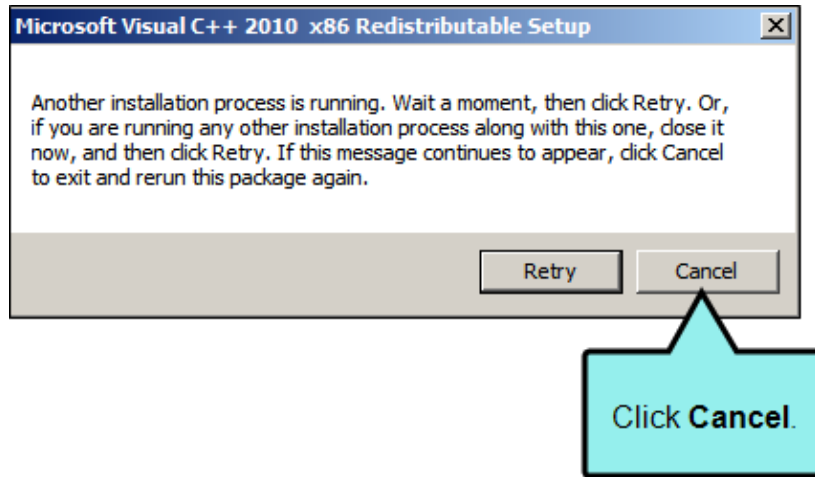 Microsoft Visual C++ 2010  x86 Redistributable Setup
Another installation process is running. Wait a moment, then click Retry. Or,
if you are running any other installation process along with this one, close it
now, and then click Retry. If this message continues to appear, click Cancel
to exit and rerun this package again.
Retry Cancel
Click Cancel.